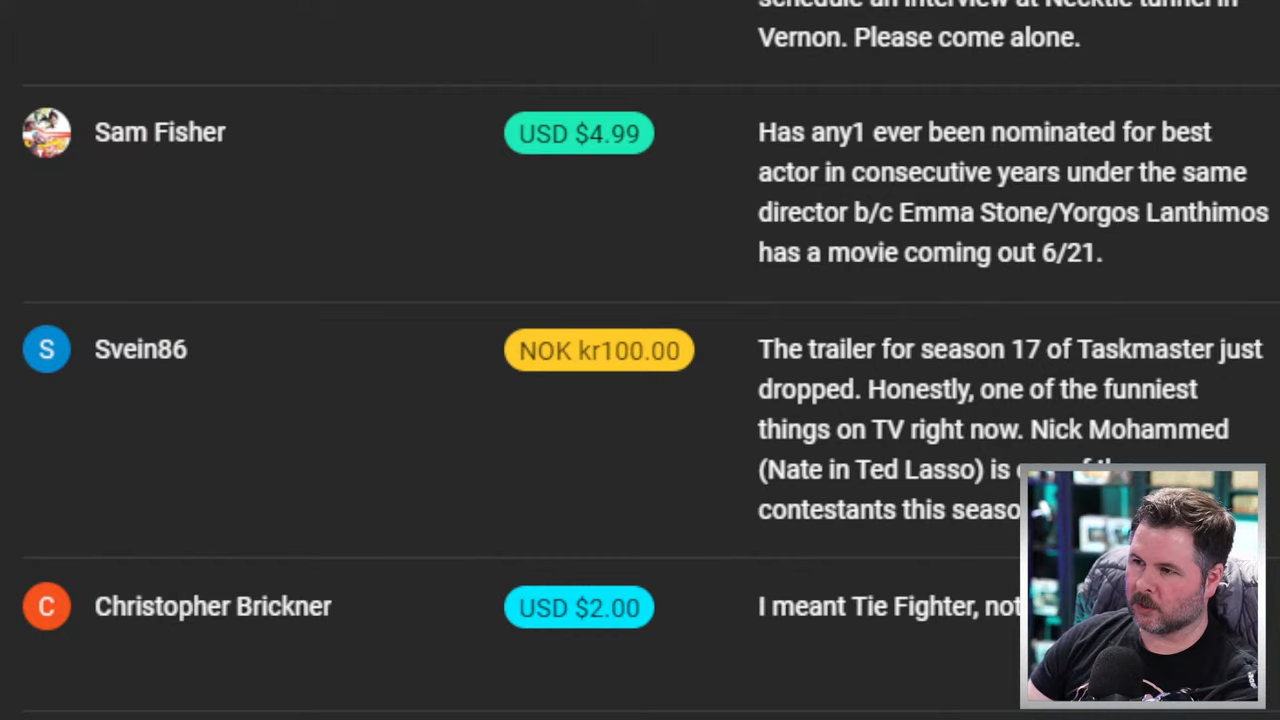 Vernon. Please come alone.
Sam Fisher
USD $4.99
Has any1 ever been nominated for best
actor in consecutive years under the same
director b/c Emma Stone/Yorgos Lanthimos
has a movie coming out 6/21.
S
Svein86
NOK kr100.00
The trailer for season 17 of Taskmaster just
dropped. Honestly, one of the funniest
things on TV right now. Nick Mohammed
(Nate in Ted Lasso) is
contestants this seaso
C
Christopher Brickner
USD $2.00
I meant Tie Fighter, not